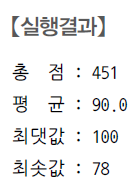 【실행결과】
총 점 : 451
평 균 : 90.0
최댓값 : 100
최솟값 : 78